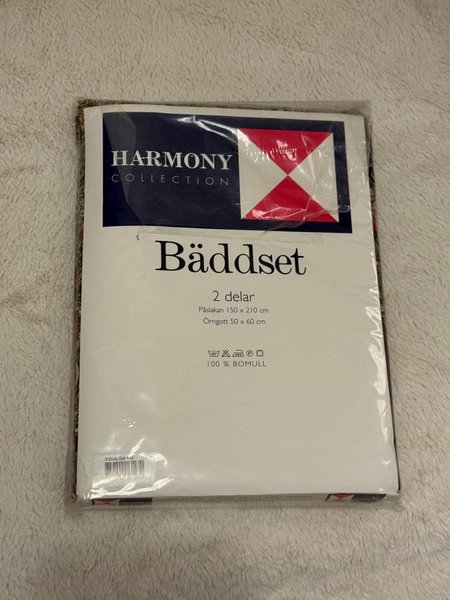 HARMONY
COLLECTION
Bäddset
2 delar
Påslakan 150 x 210 cm
Örngott 50 x 60 cm
100 % BOMULL